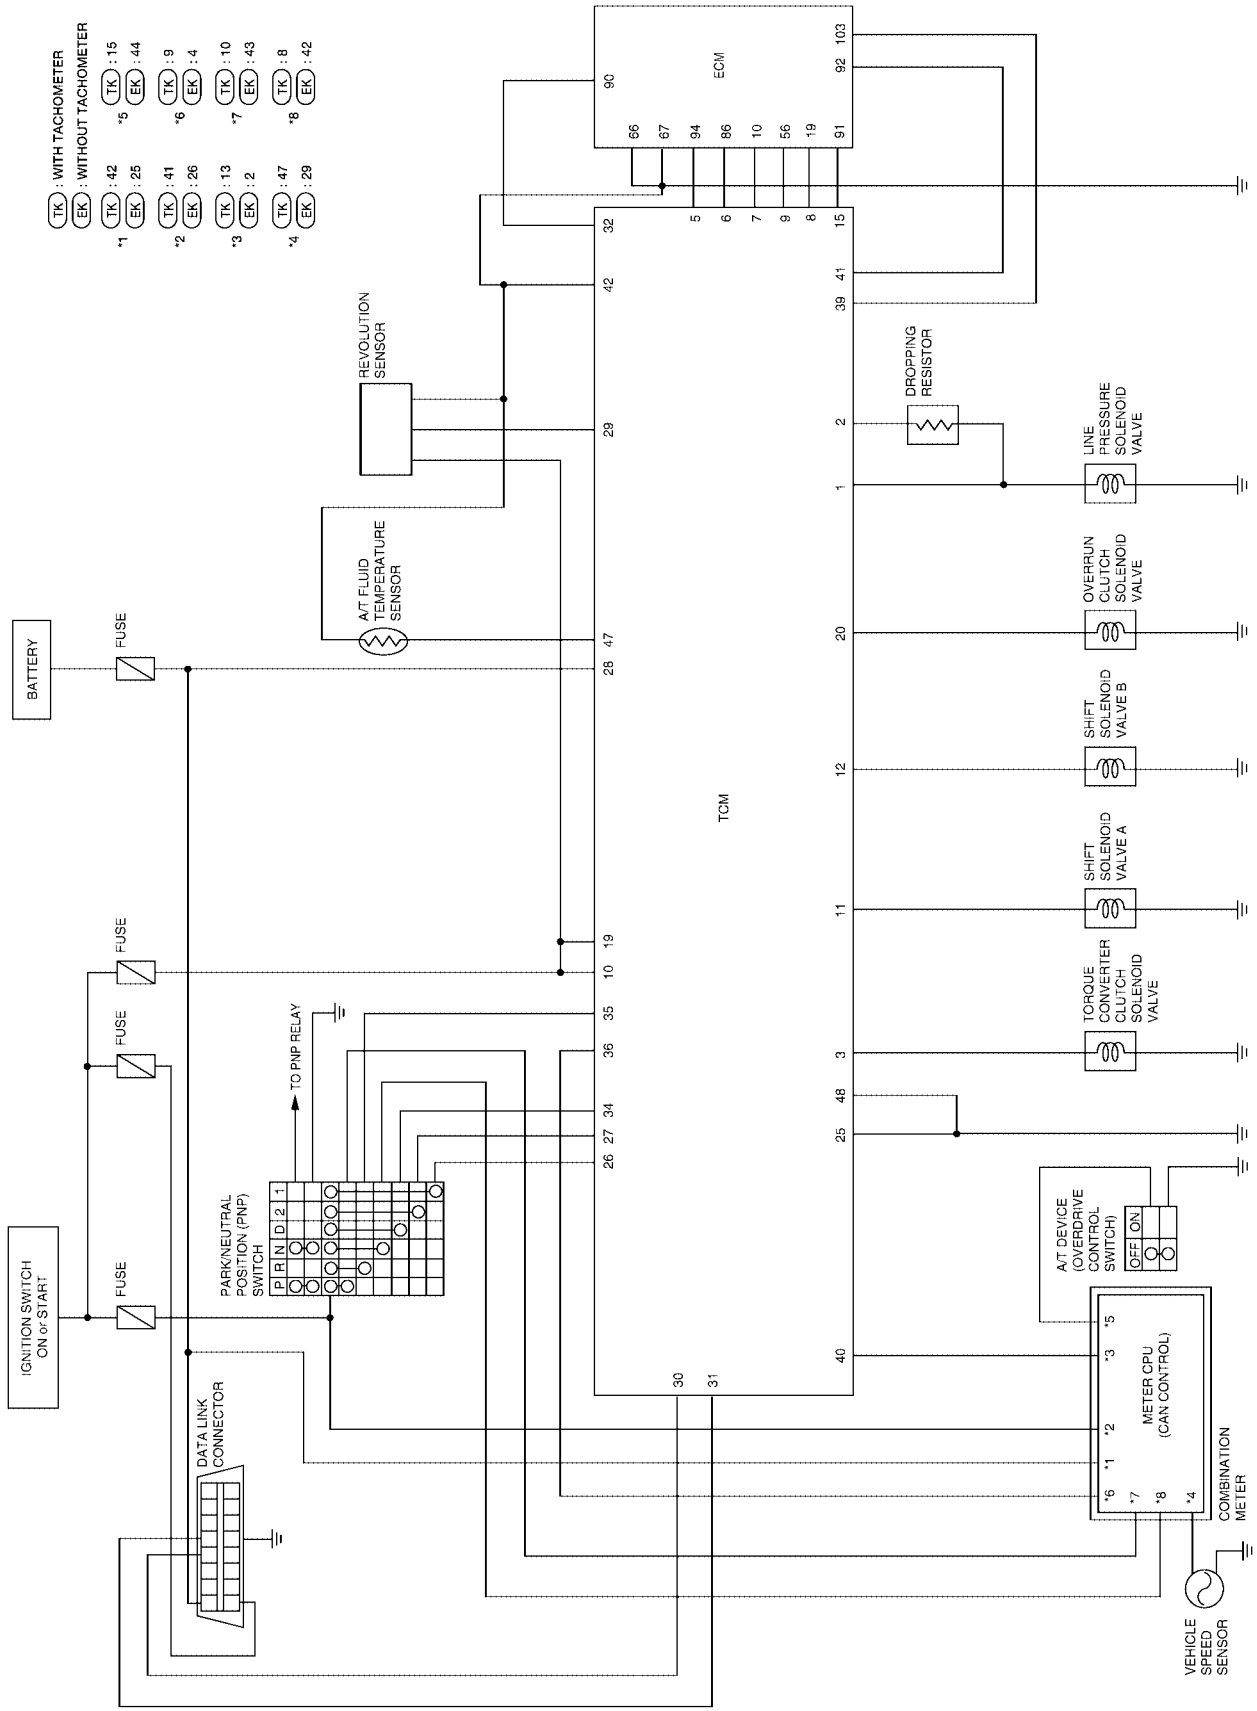 TK : WITH TACHOMETER
EK : WITHOUT TACHOMETER
*1 TK : 42
EK : 25
*2 TK : 41
EK : 26
*3 TK : 13
EK : 2
*4 TK : 47
EK : 29
*5 TK : 15
EK : 44
*6 TK : 9
EK : 4
*7 TK : 10
EK : 43
*8 TK : 8
EK : 42
IGNITION SWITCH
ON or START
BATTERY
FUSE
FUSE
FUSE
FUSE
DATA LINK
CONNECTOR
PARK/NEUTRAL
POSITION (PNP)
SWITCH
P R N D 2 1
TO PNP RELAY
A/T FLUID
TEMPERATURE
SENSOR
REVOLUTION
SENSOR
26
27
34
36
35
10
19
28
47
29
42
32
30
31
TCM
5
6
7
9
8
15
40
25
48
3
11
12
20
1
2
39
41
90
66
67
94
86
10
56
19
91
ECM
92
103
DROPPING
RESISTOR
TORQUE
CONVERTER
CLUTCH
SOLENOID
VALVE
SHIFT
SOLENOID
VALVE A
SHIFT
SOLENOID
VALVE B
OVERRUN
CLUTCH
SOLENOID
VALVE
LINE
PRESSURE
SOLENOID
VALVE
A/T DEVICE
(OVERDRIVE
CONTROL
SWITCH)
OFF ON
*6
*1
*2
*3
*5
*7
*8
*4
METER CPU
(CAN CONTROL)
COMBINATION
METER
VEHICLE
SPEED
SENSOR